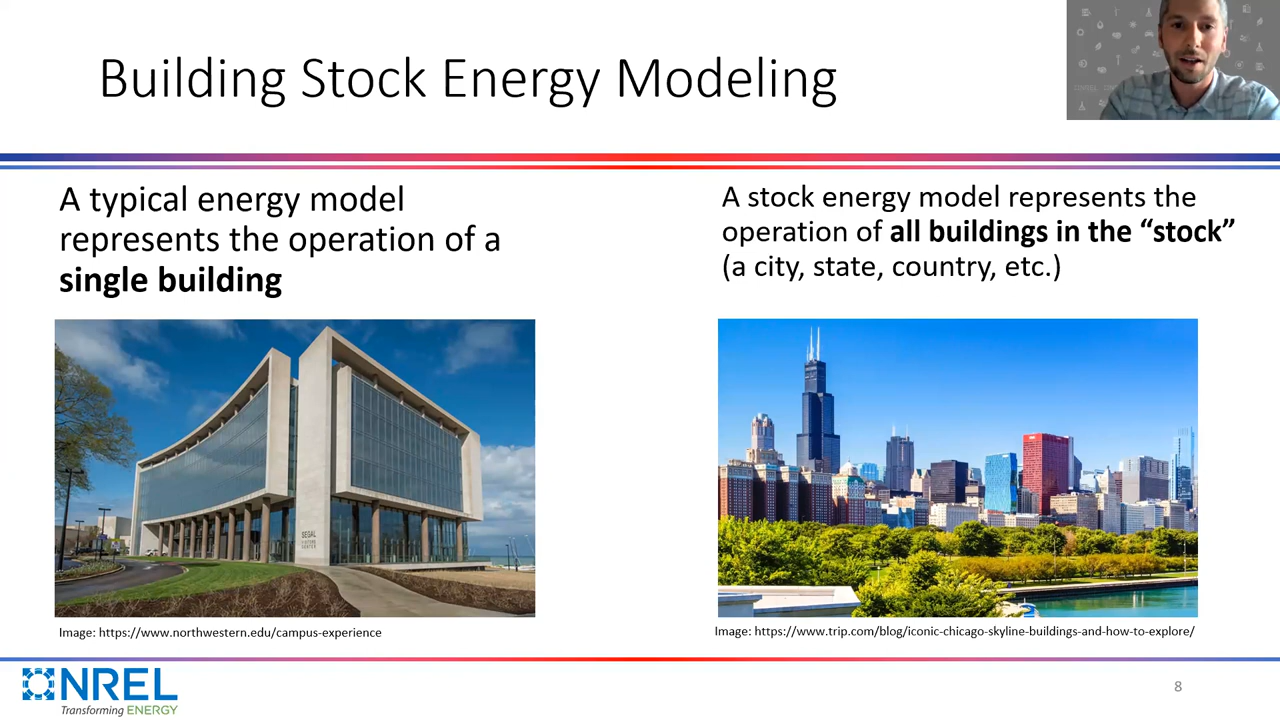 Building Stock Energy Modeling
A typical energy model
represents the operation of a
single building
A stock energy model represents the
operation of all buildings in the “stock”
(a city, state, country, etc.)
SEGAL
Image: https://www.northwestern.edu/campus-experience
Image: https://www.trip.com/blog/iconic-chicago-skyline-buildings-and-how-to-explore/
NREL
Transforming ENERGY
8